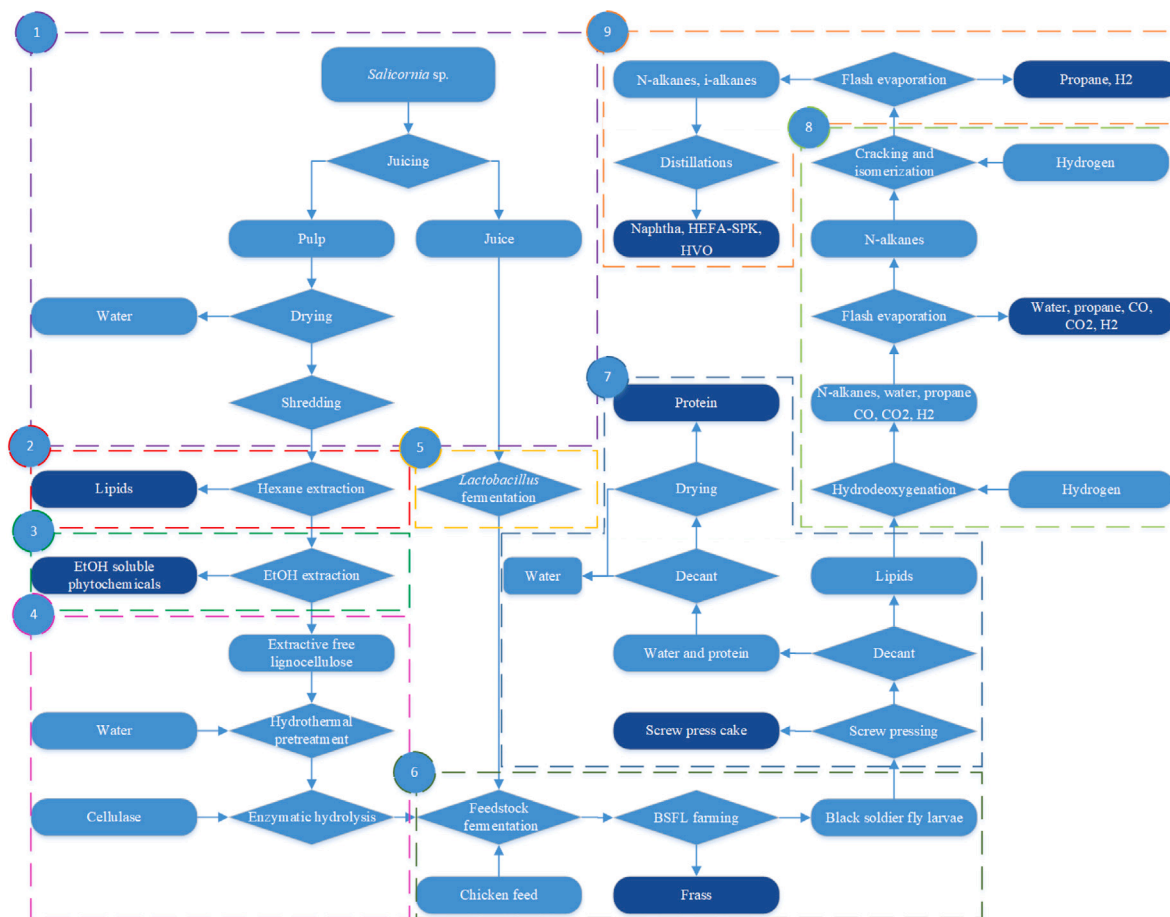 1
Salicornia sp.
Juicing
Pulp
Juice
Water
Drying
Shredding
2
Lipids
Hexane extraction
3
EtOH soluble
phytochemicals
EtOH extraction
4
Extractive free
lignocellulose
Water
Hydrothermal
pretreatment
Cellulase
Enzymatic hydrolysis
5
Lactobacillus
fermentation
6
Feedstock
fermentation
BSFL farming
Black soldier fly larvae
Chicken feed
Frass
7
Protein
Drying
Water
Decant
Lipids
Water and protein
Decant
Screw press cake
Screw pressing
8
Cracking and
isomerization
Hydrogen
N-alkanes
Flash evaporation
Water, propane, CO,
CO2, H2
N-alkanes, water, propane
CO, CO2, H2
Hydrodeoxygenation
Hydrogen
9
N-alkanes, i-alkanes
Flash evaporation
Propane, H2
Distillations
Naphtha, HEFA-SPK,
HVO